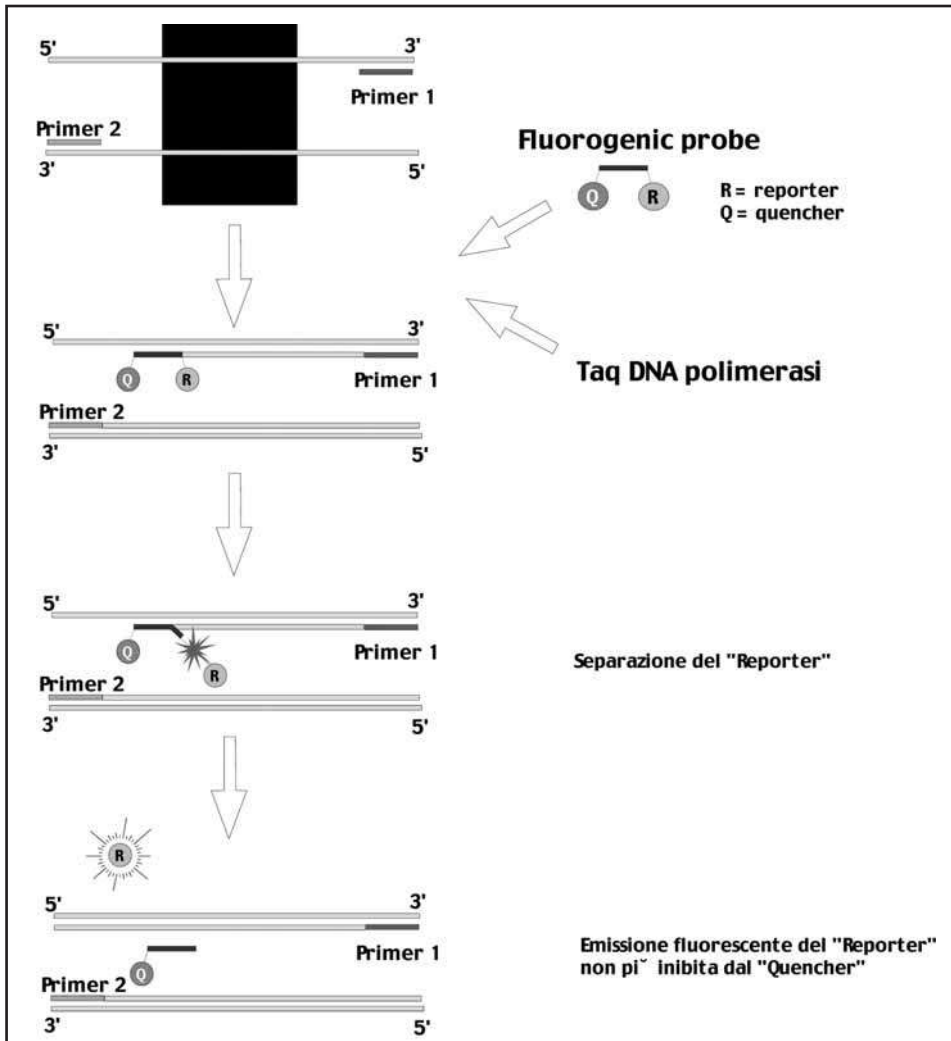 5'
3'
Primer 1
Primer 2
3'
5'
Fluorogenic probe
Q
R
R = reporter
Q = quencher
5'
3'
Q
R
Primer 1
Taq DNA polimerasi
Primer 2
3'
5'
5'
3'
Q
R
Primer 1
Separazione del "Reporter"
Primer 2
3'
5'
R
5'
3'
Primer 1
Q
Emissione fluorescente del "Reporter"
non pi˘ inibita dal "Quencher"
Primer 2
3'
5'